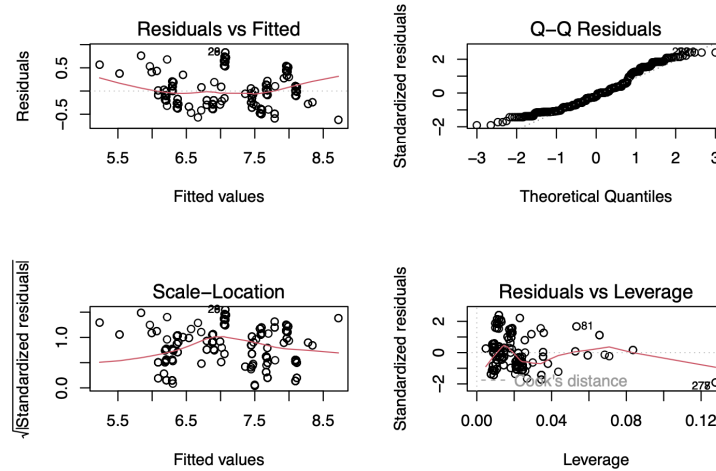 Residuals vs Fitted
Residuals
0.5
−0.5
5.5 6.5 7.5 8.5
Fitted values
Q−Q Residuals
Standardized residuals
2
0
−2
−3 −2 −1 0 1 2 3
Theoretical Quantiles
Scale−Location
√|Standardized residuals|
1.0
0.0
5.5 6.5 7.5 8.5
Fitted values
Residuals vs Leverage
Standardized residuals
2
0
−2
81
Cook's distance
0.00 0.04 0.08 0.12
Leverage